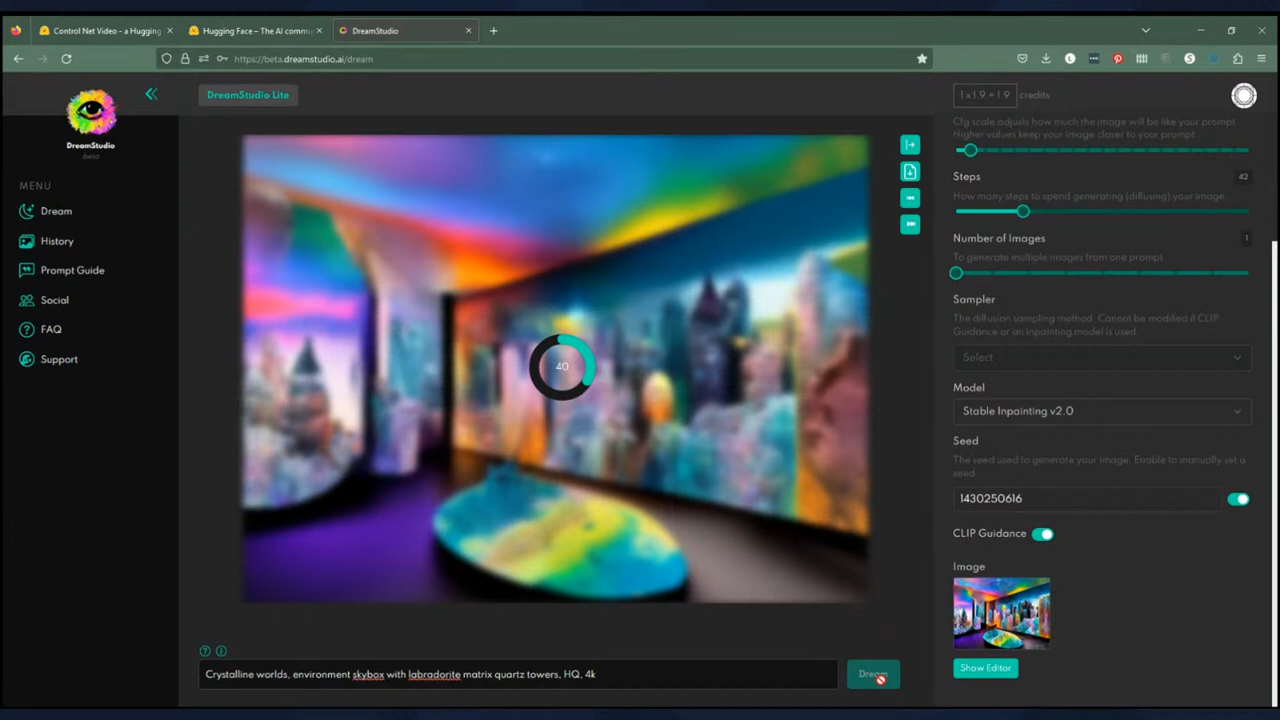 Control Net Video - a Hugging
Hugging Face – The AI commu
DreamStudio
https://beta.dreamstudio.ai/dream
DreamStudio
beta
MENU
Dream
History
Prompt Guide
Social
FAQ
Support
DreamStudio Lite
40
Crystalline worlds, environment skybox with labradorite matrix quartz towers, HQ, 4k
Dream
1 x 1.9 = 1.9 credits
Cfg scale adjusts how much the image will be like your prompt.
Higher values keep your image closer to your prompt.
Steps 42
How many steps to spend generating (diffusing) your image.
Number of Images 1
To generate multiple images from one prompt
Sampler
The diffusion sampling method. Cannot be modified if CLIP
Guidance or an inpainting model is used.
Select
Model
Stable Inpainting v2.0
Seed
The seed used to generate your image. Enable to manually set a
seed.
1430250616
CLIP Guidance
Image
Show Editor